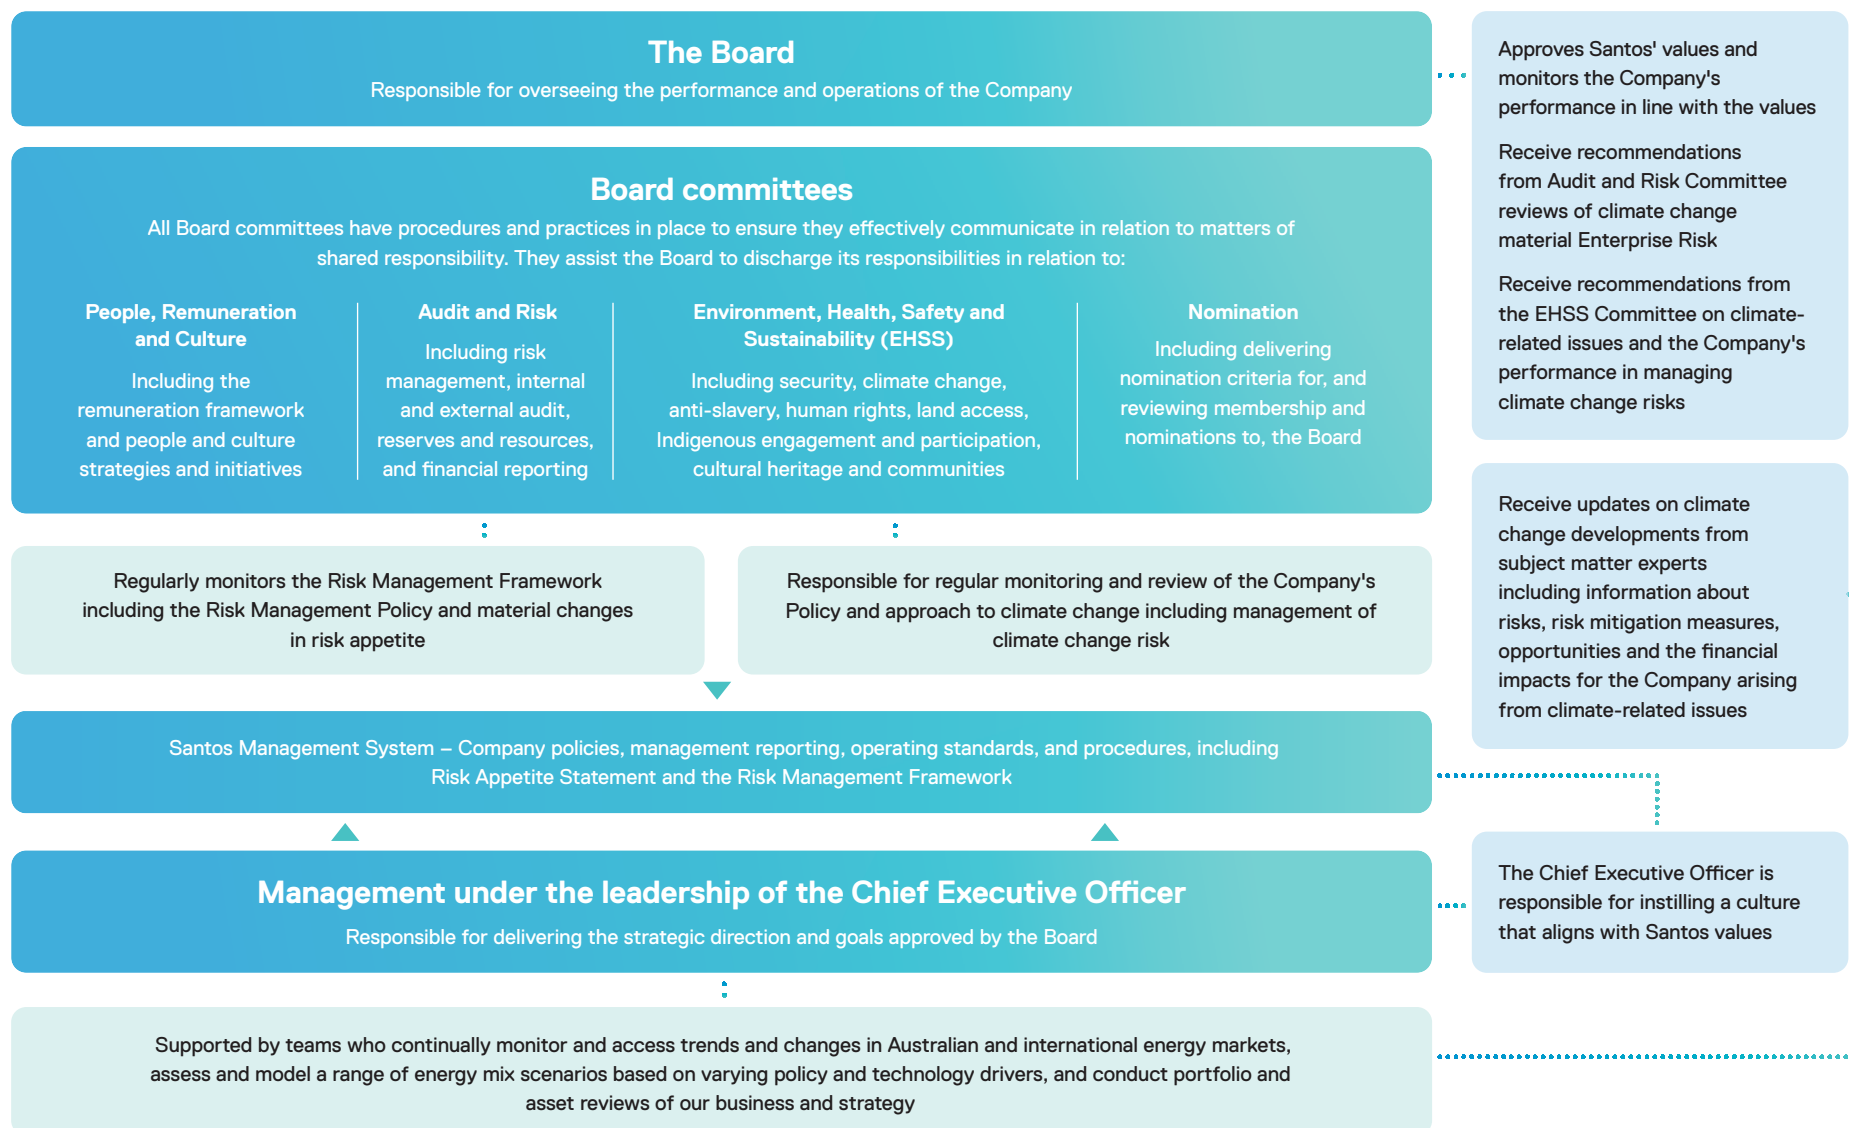 The Board
Responsible for overseeing the performance and operations of the Company
Approves Santos' values and
monitors the Company's
performance in line with the values
Receive recommendations
from Audit and Risk Committee
reviews of climate change
material Enterprise Risk
Receive recommendations from
the EHSS Committee on climate-
related issues and the Company's
performance in managing
climate change risks
Board committees
All Board committees have procedures and practices in place to ensure they effectively communicate in relation to matters of
shared responsibility. They assist the Board to discharge its responsibilities in relation to:
People, Remuneration
and Culture
Including the
remuneration framework
and people and culture
strategies and initiatives
Audit and Risk
Including risk
management, internal
and external audit,
reserves and resources,
and financial reporting
Environment, Health, Safety and
Sustainability (EHSS)
Including security, climate change,
anti-slavery, human rights, land access,
Indigenous engagement and participation,
cultural heritage and communities
Nomination
Including delivering
nomination criteria for, and
reviewing membership and
nominations to, the Board
Regularly monitors the Risk Management Framework
including the Risk Management Policy and material changes
in risk appetite
Responsible for regular monitoring and review of the Company's
Policy and approach to climate change including management of
climate change risk
Receive updates on climate
change developments from
subject matter experts
including information about
risks, risk mitigation measures,
opportunities and the financial
impacts for the Company arising
from climate-related issues
Santos Management System – Company policies, management reporting, operating standards, and procedures, including
Risk Appetite Statement and the Risk Management Framework
Management under the leadership of the Chief Executive Officer
Responsible for delivering the strategic direction and goals approved by the Board
The Chief Executive Officer is
responsible for instilling a culture
that aligns with Santos values
Supported by teams who continually monitor and access trends and changes in Australian and international energy markets,
assess and model a range of energy mix scenarios based on varying policy and technology drivers, and conduct portfolio and
asset reviews of our business and strategy